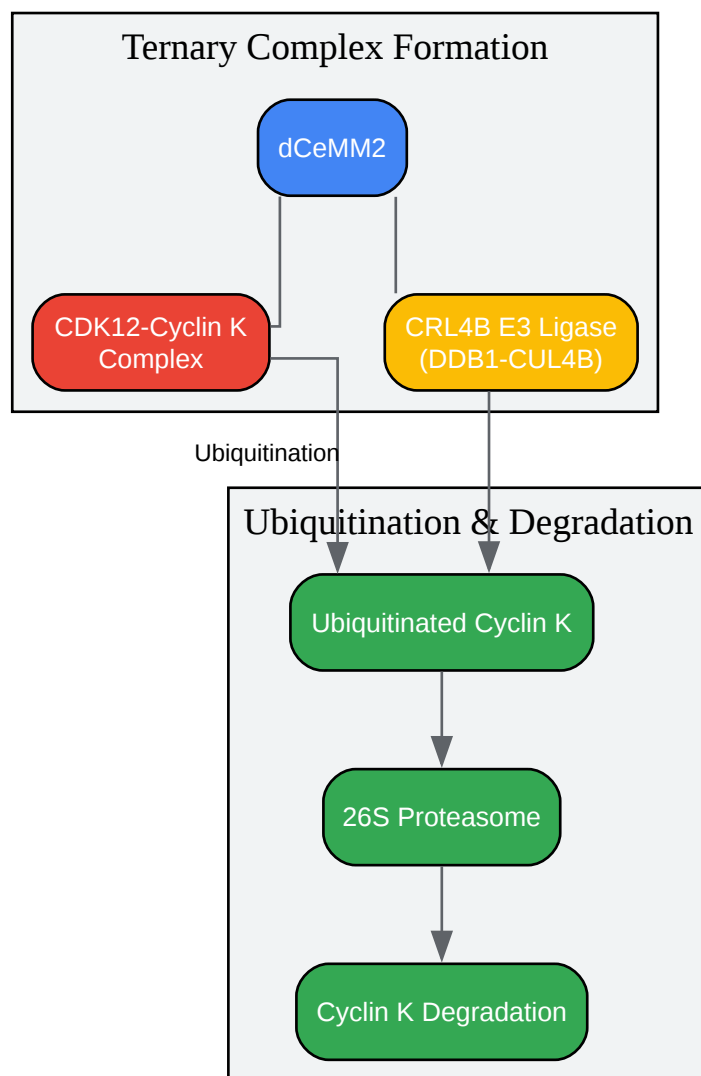 Ternary Complex Formation
dCeMM2
CDK12-Cyclin K
Complex
CRL4B E3 Ligase
(DDB1-CUL4B)
Ubiquitination
Ubiquitination & Degradation
Ubiquitinated Cyclin K
26S Proteasome
Cyclin K Degradation